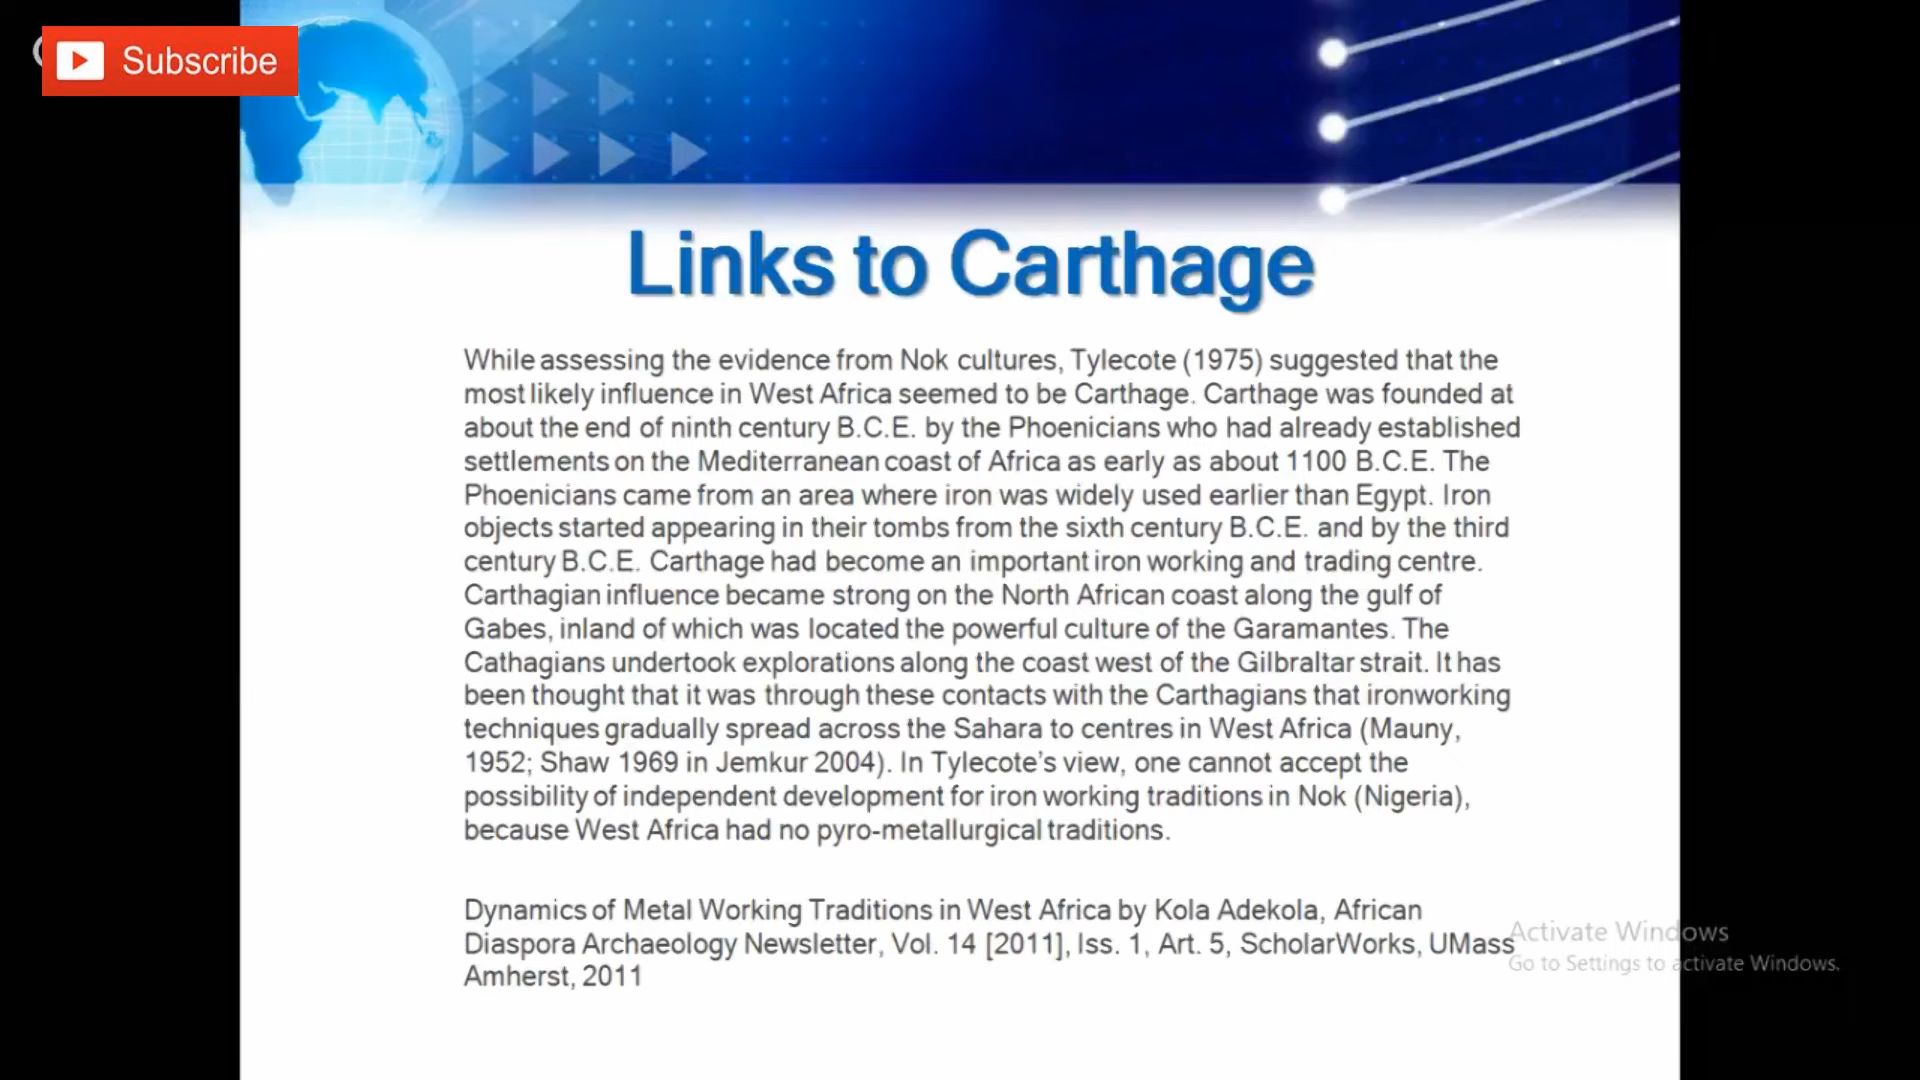 Subscribe
Links to Carthage
While assessing the evidence from Nok cultures, Tylecote (1975) suggested that the
most likely influence in West Africa seemed to be Carthage. Carthage was founded at
about the end of ninth century B.C.E. by the Phoenicians who had already established
settlements on the Mediterranean coast of Africa as early as about 1100 B.C.E. The
Phoenicians came from an area where iron was widely used earlier than Egypt. Iron
objects started appearing in their tombs from the sixth century B.C.E. and by the third
century B.C.E. Carthage had become an important iron working and trading centre.
Carthagian influence became strong on the North African coast along the gulf of
Gabes, inland of which was located the powerful culture of the Garamantes. The
Cathagians undertook explorations along the coast west of the Gilbraltar strait. It has
been thought that it was through these contacts with the Carthagians that ironworking
techniques gradually spread across the Sahara to centres in West Africa (Mauny,
1952; Shaw 1969 in Jemkur 2004). In Tylecote's view, one cannot accept the
possibility of independent development for iron working traditions in Nok (Nigeria),
because West Africa had no pyro-metallurgical traditions.
Dynamics of Metal Working Traditions in West Africa by Kola Adekola, African
Diaspora Archaeology Newsletter, Vol. 14 [2011], Iss. 1, Art. 5, ScholarWorks, UMass
Amherst, 2011
Activate Windows
Go to Settings to activate Windows.